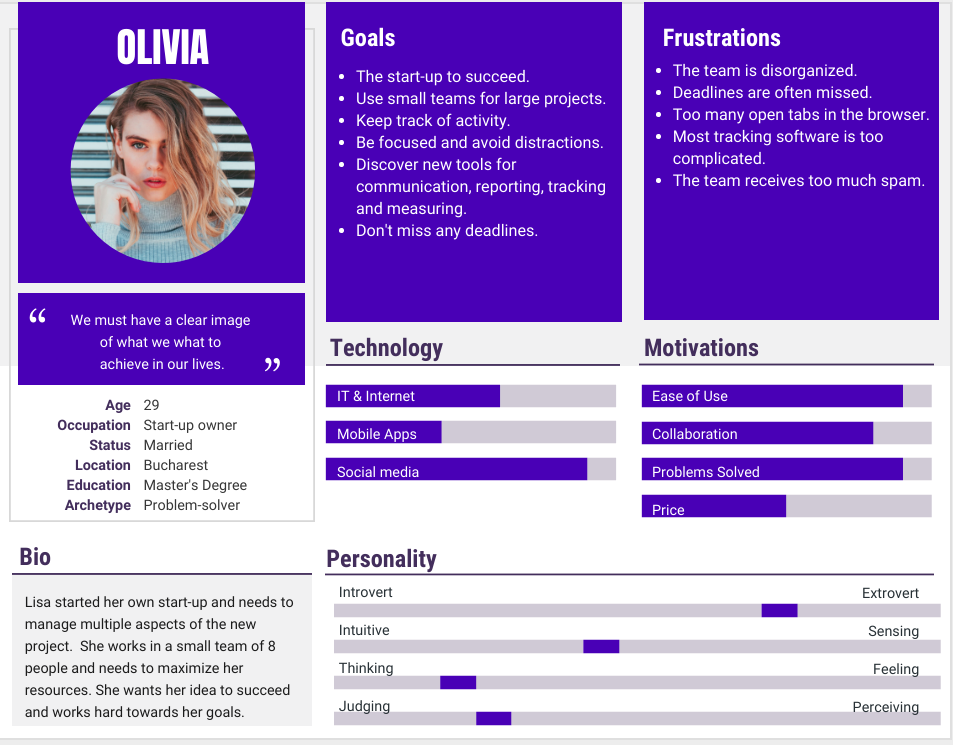 OLIVIA
“ We must have a clear image
of what we what to
achieve in our lives. ”
Age 29
Occupation Start-up owner
Status Married
Location Bucharest
Education Master's Degree
Archetype Problem-solver
Bio
Lisa started her own start-up and needs to
manage multiple aspects of the new
project. She works in a small team of 8
people and needs to maximize her
resources. She wants her idea to succeed
and works hard towards her goals.
Goals
• The start-up to succeed.
• Use small teams for large projects.
• Keep track of activity.
• Be focused and avoid distractions.
• Discover new tools for
communication, reporting, tracking
and measuring.
• Don't miss any deadlines.
Frustrations
• The team is disorganized.
• Deadlines are often missed.
• Too many open tabs in the browser.
• Most tracking software is too
complicated.
• The team receives too much spam.
Technology
IT & Internet
Mobile Apps
Social media
Motivations
Ease of Use
Collaboration
Problems Solved
Price
Personality
Introvert Extrovert
Intuitive Sensing
Thinking Feeling
Judging Perceiving